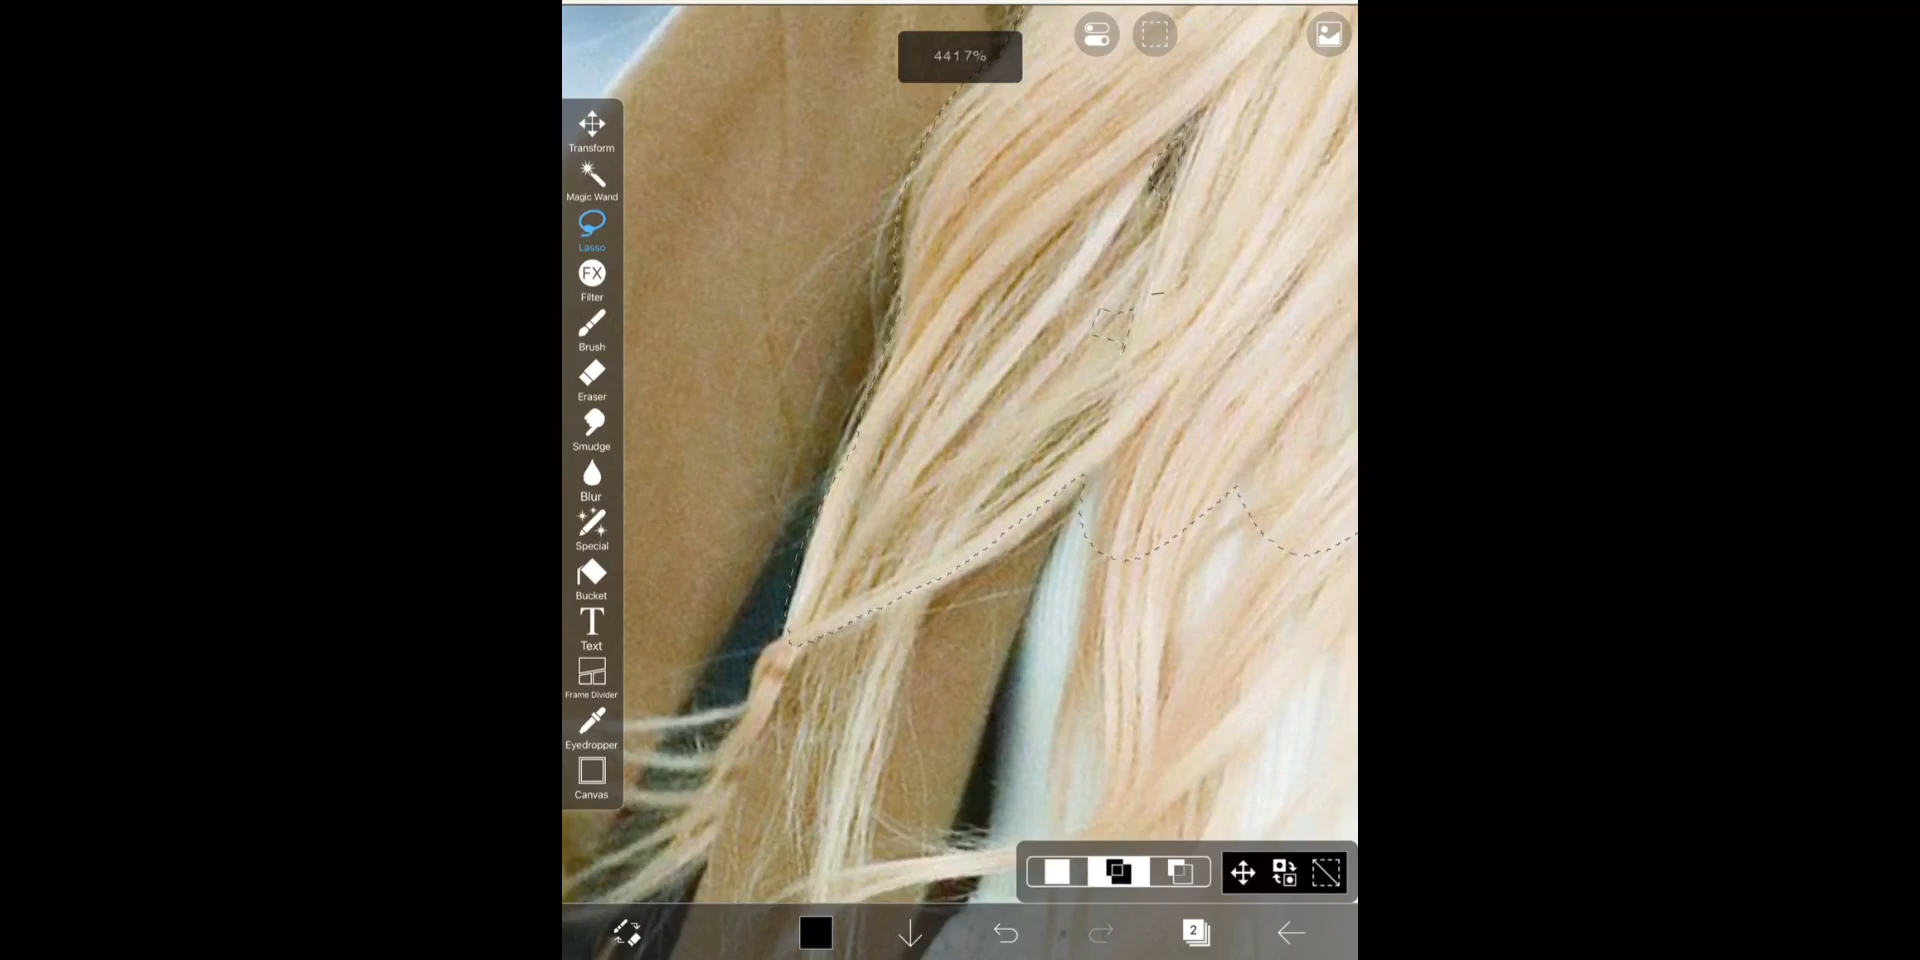 441.7%
Transform
Magic Wand
Lasso
FX
Filter
Brush
Eraser
Smudge
Blur
Special
Bucket
T
Text
Frame Divider
Eyedropper
Canvas
2